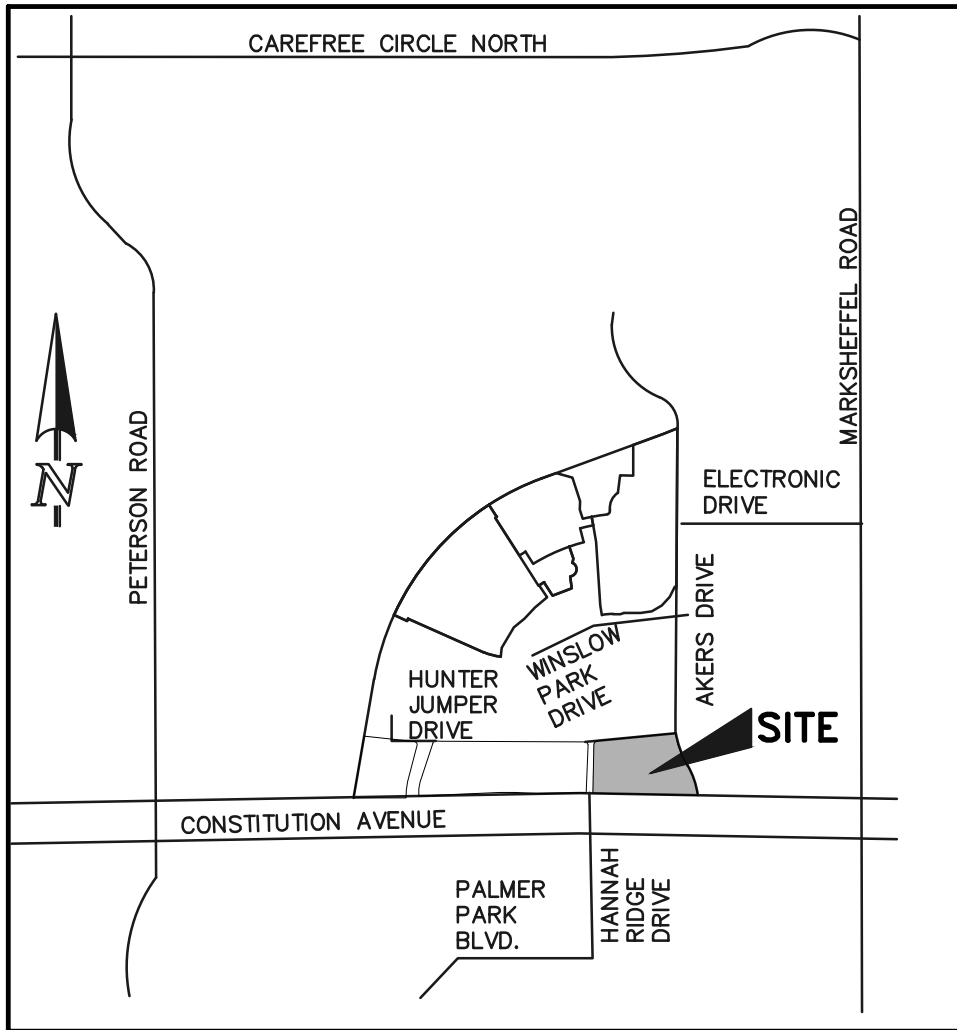 CAREFREE CIRCLE NORTH
MARKSHEFFEL ROAD
PETERSON ROAD
N
ELECTRONIC
DRIVE
AKERS DRIVE
WINSLOW
PARK
DRIVE
HUNTER
JUMPER
DRIVE
SITE
CONSTITUTION AVENUE
PALMER
PARK
BLVD.
HANNAH
RIDGE
DRIVE